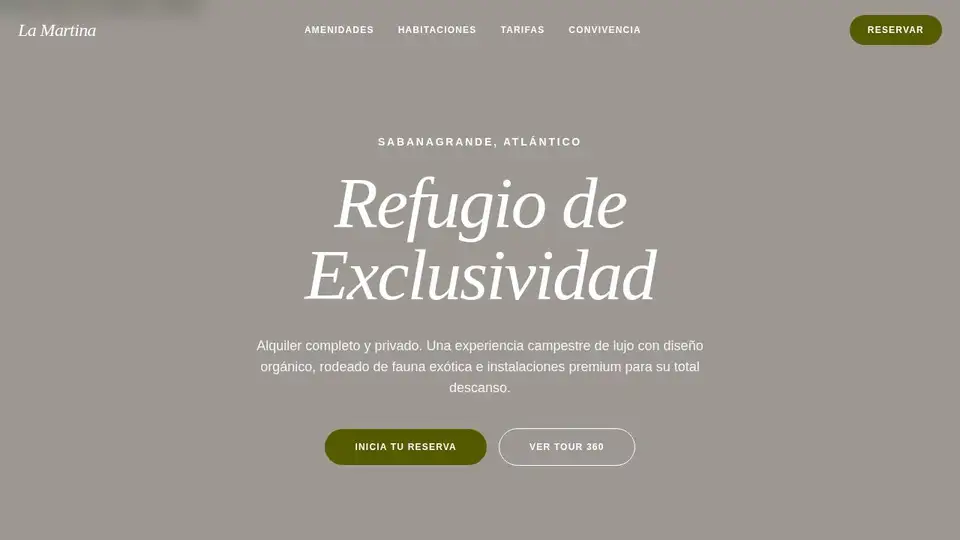 La Martina
AMENIDADES HABITACIONES TARIFAS CONVIVENCIA
RESERVAR
SABANAGRANDE, ATLÁNTICO
Refugio de
Exclusividad
Alquiler completo y privado. Una experiencia campestre de lujo con diseño
orgánico, rodeado de fauna exótica e instalaciones premium para su total
descanso.
INICIA TU RESERVA
VER TOUR 360